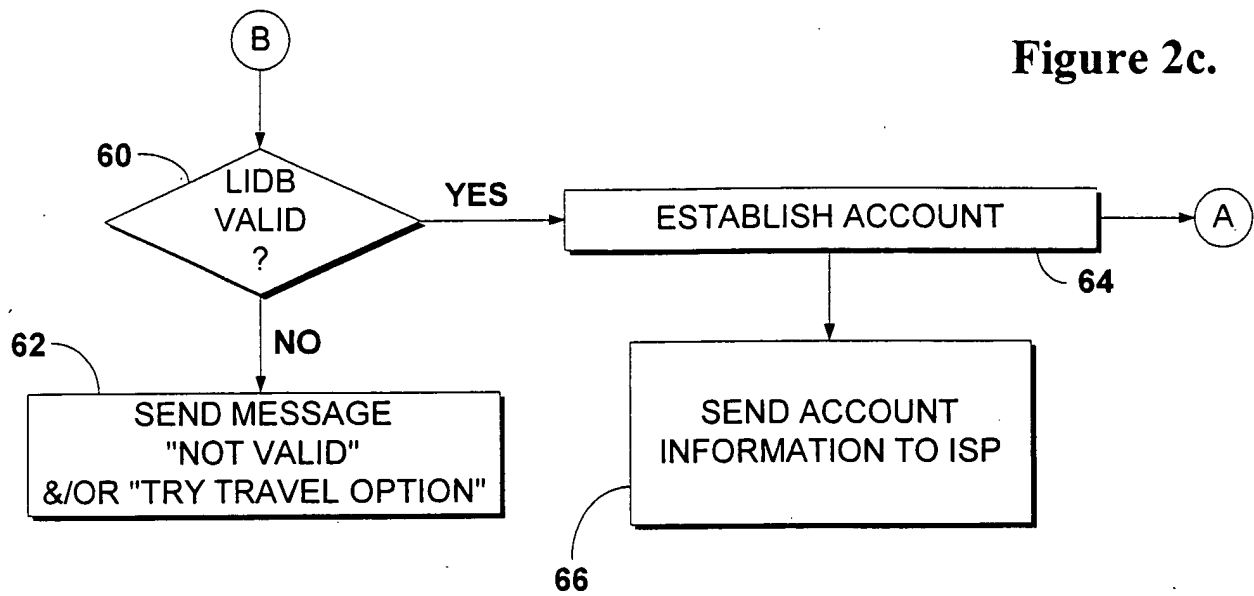 B
Figure 2c.
60
LIDB
VALID
?
YES
ESTABLISH ACCOUNT
A
64
NO
62
SEND MESSAGE
"NOT VALID"
&/OR "TRY TRAVEL OPTION"
SEND ACCOUNT
INFORMATION TO ISP
66